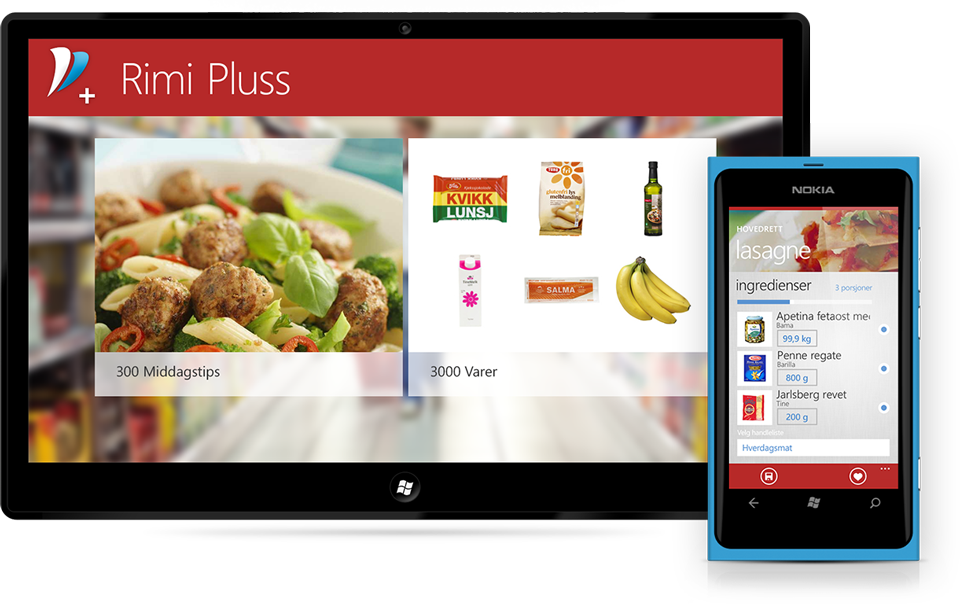 Rimi Pluss
KVIKK
LUNSJ
glutenfri lys
melblanding
SALMA
300 Middagstips
3000 Varer
NOKIA
HOVEDRETT
lasagne
ingredienser
3 porsjoner
Apetina fetaost me
Barna
99,9 kg
Penne regate
Barilla
800 g
Jarlsberg revet
Tine
200 g
Velg handleliste
Hverdagsmat